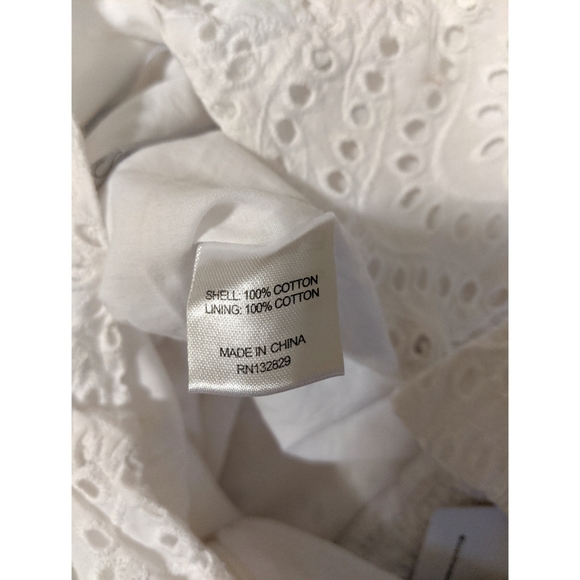 SHELL: 100% COTTON
LINING: 100% COTTON
MADE IN CHINA
RN132829